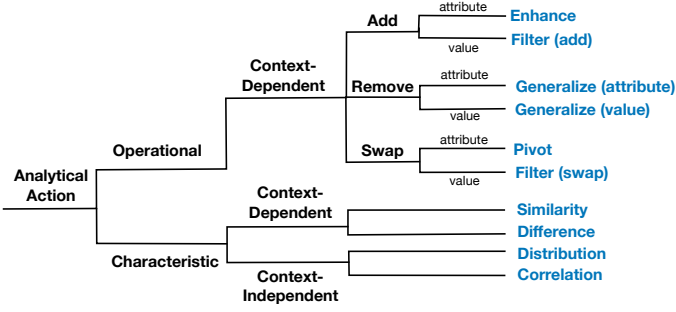 attribute
Add
Enhance
Filter (add)
value
Context-
Dependent
attribute
Remove
Generalize (attribute)
Generalize (value)
value
Operational
attribute
Swap
Pivot
Filter (swap)
value
Analytical
Action
Context-
Dependent
Similarity
Difference
Characteristic
Distribution
Context-
Independent
Correlation